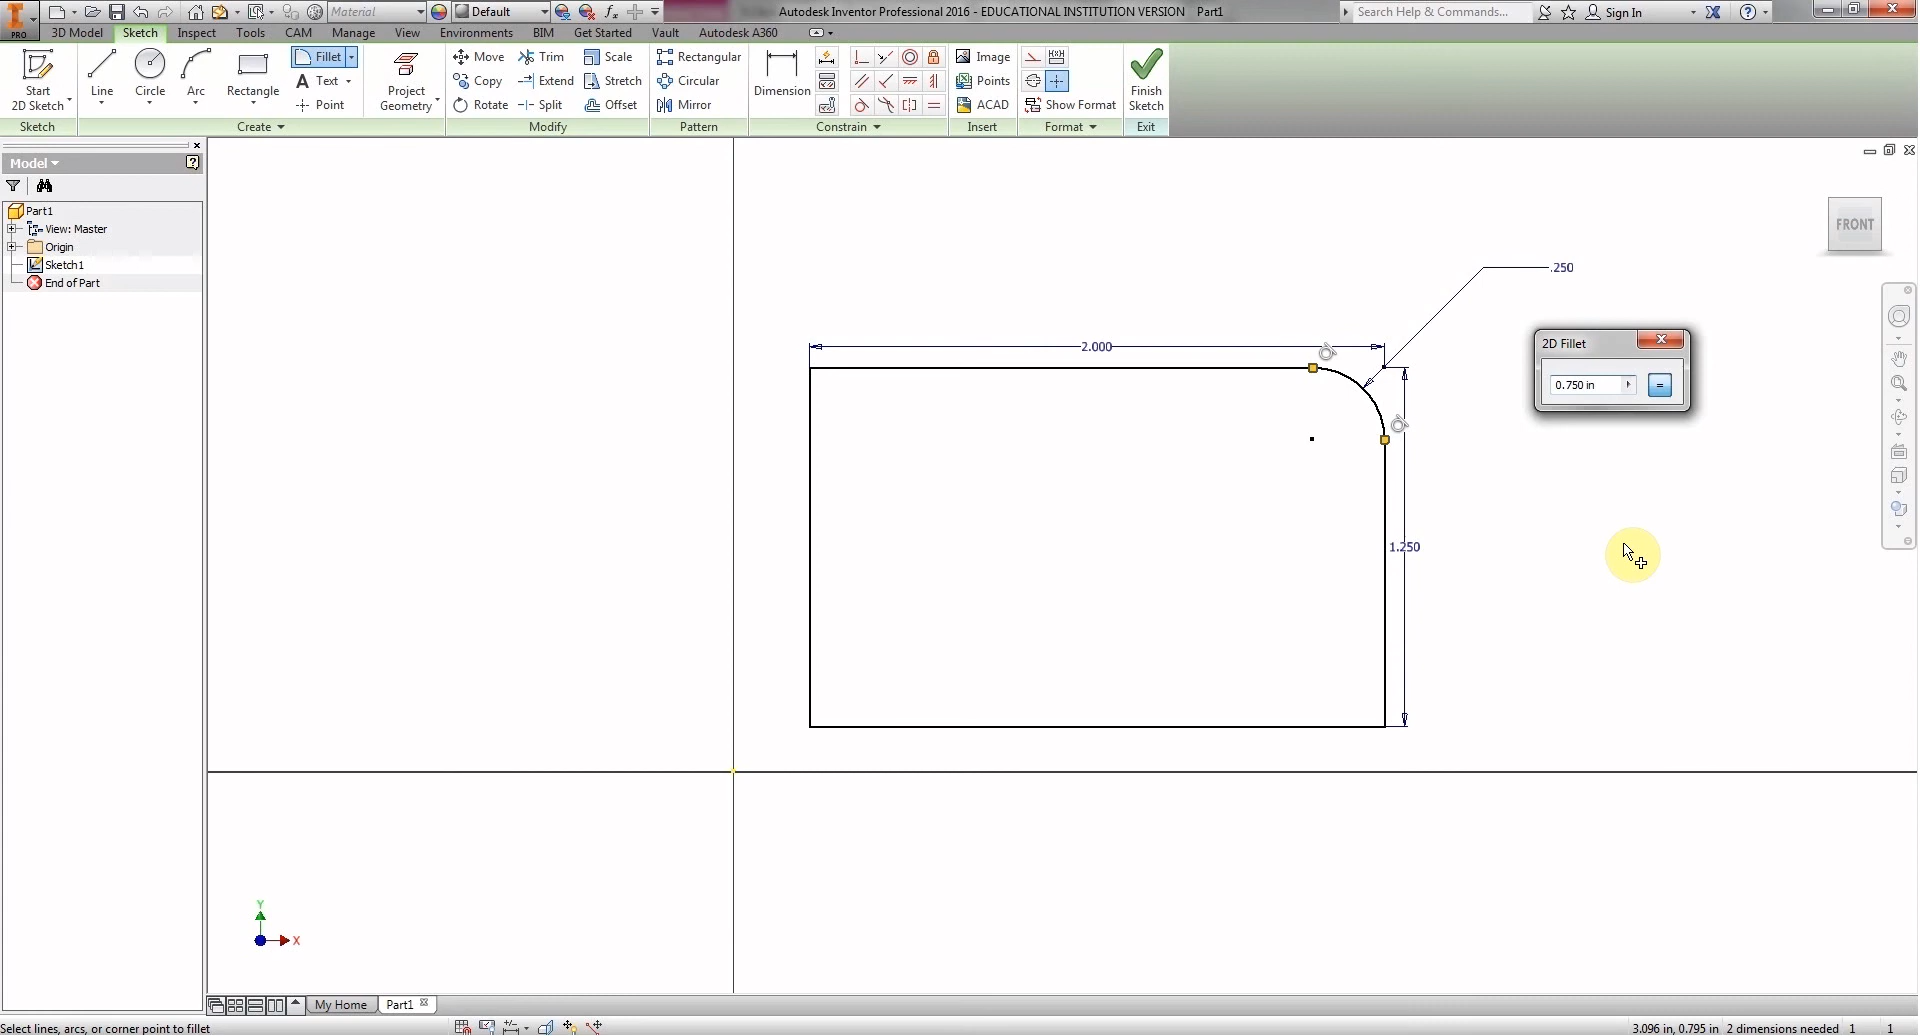 Material
Default
Autodesk Inventor Professional 2016 - EDUCATIONAL INSTITUTION VERSION Part1
Search Help & Commands...
Sign In
PRO
3D Model Sketch Inspect Tools CAM Manage View Environments BIM Get Started Vault Autodesk A360
Start
2D Sketch
Line
Circle
Arc
Rectangle
Fillet
Text
Point
Project
Geometry
Move
Copy
Rotate
Trim
Extend
Split
Scale
Stretch
Offset
Rectangular
Circular
Mirror
Dimension
Image
Points
ACAD
Show Format
Finish
Sketch
Sketch Create Modify Pattern Constrain Insert Format Exit
Model
Part1
View: Master
Origin
Sketch1
End of Part
FRONT
.250
2.000
2D Fillet
0.750 in
=
1.250
Y
X
My Home Part1
Select lines, arcs, or corner point to fillet
3.096 in, 0.795 in 2 dimensions needed 1 1